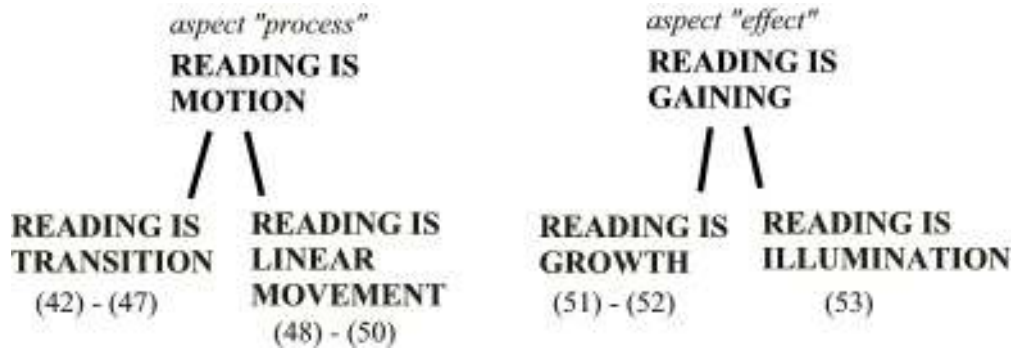 aspect "process"
READING IS
MOTION
READING IS
TRANSITION
(42) - (47)
READING IS
LINEAR
MOVEMENT
(48) - (50)
aspect "effect"
READING IS
GAINING
READING IS
GROWTH
(51) - (52)
READING IS
ILLUMINATION
(53)